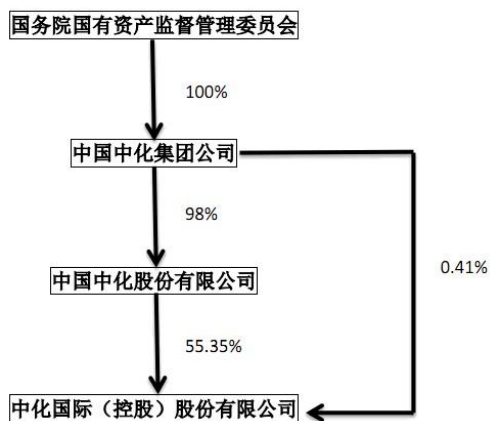 国务院国有资产监督管理委员会
100%
中国中化集团公司
98%
0.41%
中国中化股份有限公司
55.35%
中化国际（控股）股份有限公司